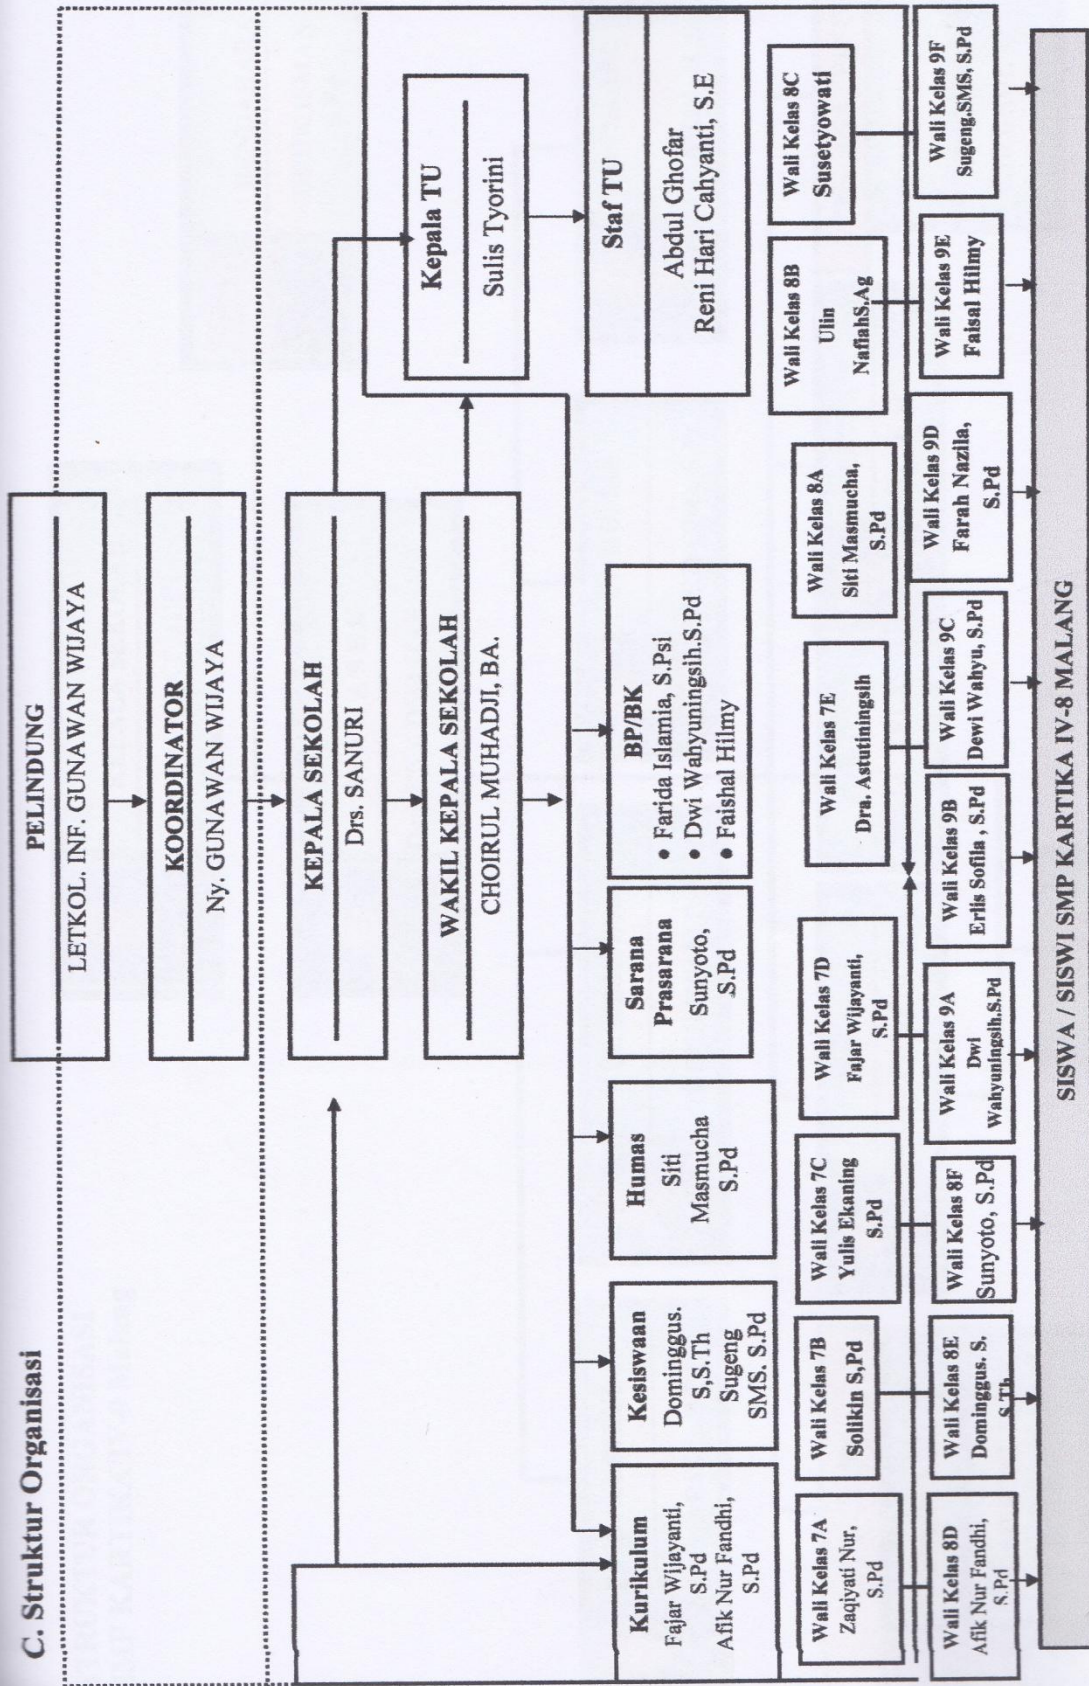 C. Struktur Organisasi
PELINDUNG
LETKOL. INF. GUNAWAN WIJAYA
KOORDINATOR
Ny. GUNAWAN WIJAYA
KEPALA SEKOLAH
Drs. SANURI
WAKIL KEPALA SEKOLAH
CHOIRUL MUHADJI, BA.
Kepala TU
Sulis Tyorini
Staf TU
Abdul Ghofar
Reni Hari Cahyanti, S.E
Kurikulum
Fajar Wijayanti,
S.Pd
Afik Nur Fandhi,
S.Pd
Kesiswaan
Dominggus.
S,S.Th
Sugeng
SMS. S.Pd
Humas
Siti
Masmucha
S.Pd
Sarana
Prasarana
Sunyoto,
S.Pd
BP/BK
• Farida Islamia, S.Psi
• Dwi Wahyuningsih.S.Pd
• Faishal Hilmy
Wali Kelas 7A
Zaqiyati Nur,
S.Pd
Wali Kelas 7B
Solikin S,Pd
Wali Kelas 7C
Yulis Ekaning
S.Pd
Wali Kelas 7D
Fajar Wijayanti,
S.Pd
Wali Kelas 7E
Dra. Astutiningsih
Wali Kelas 8A
Siti Masmucha,
S.Pd
Wali Kelas 8B
Ulin
NafiahS.Ag
Wali Kelas 8C
Susetyowati
Wali Kelas 8D
Afik Nur Fandhi,
S.Pd
Wali Kelas 8E
Dominggus. S.
S.Th
Wali Kelas 8F
Sunyoto, S.Pd
Wali Kelas 9A
Dwi
Wahyuningsih.S.Pd
Wali Kelas 9B
Erlis Sofila , S.Pd
Wali Kelas 9C
Dewi Wahyu, S.Pd
Wali Kelas 9D
Farah Nazila,
S.Pd
Wali Kelas 9E
Faisal Hilmy
Wali Kelas 9F
Sugeng.SMS, S.Pd
SISWA / SISWI SMP KARTIKA IV-8 MALANG